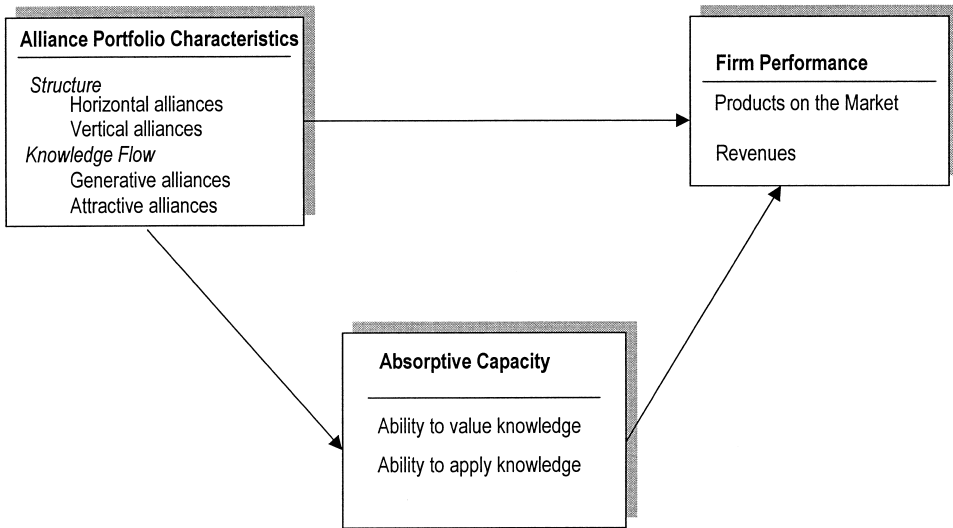 Alliance Portfolio Characteristics
Structure
Horizontal alliances
Vertical alliances
Knowledge Flow
Generative alliances
Attractive alliances
Firm Performance
Products on the Market
Revenues
Absorptive Capacity
Ability to value knowledge
Ability to apply knowledge